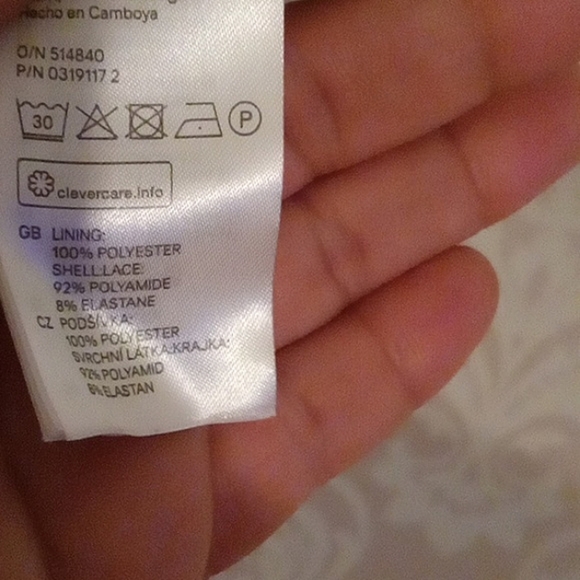 Hecho en Camboya
O/N 514840
P/N 0319117 2
30
P
clevercare.info
GB LINING:
100% POLYESTER
SHELL:LACE:
92% POLYAMIDE
8% ELASTANE
CZ PODŠÍVKA:
100% POLYESTER
SVRCHNÍ LÁTKA:KRAJKA:
92% POLYAMID
8% ELASTAN